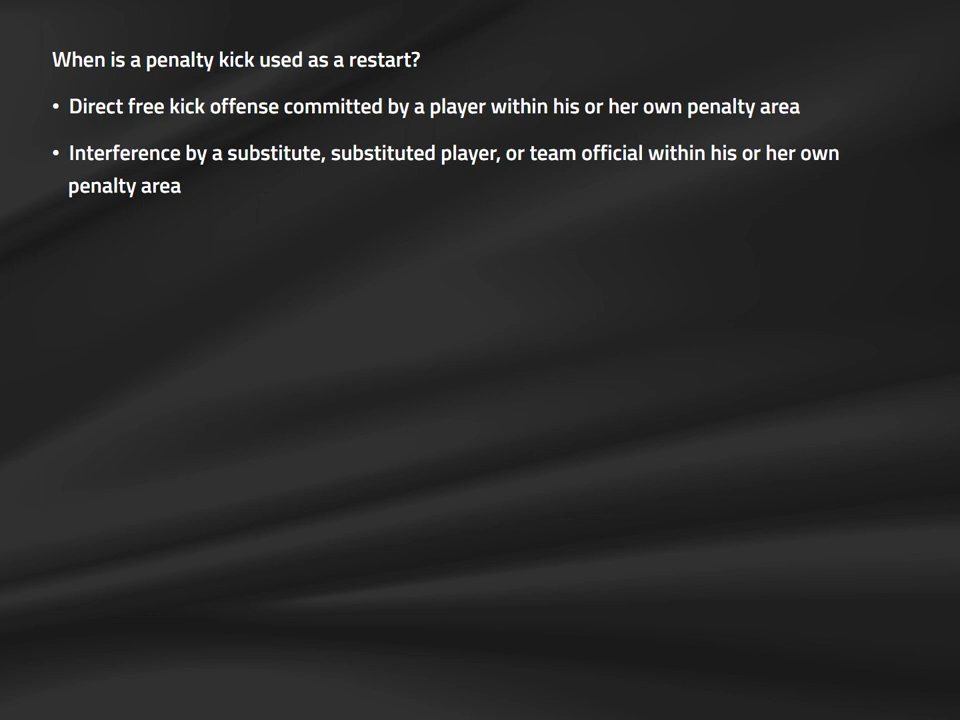 When is a penalty kick used as a restart?
• Direct free kick offense committed by a player within his or her own penalty area
• Interference by a substitute, substituted player, or team official within his or her own
penalty area